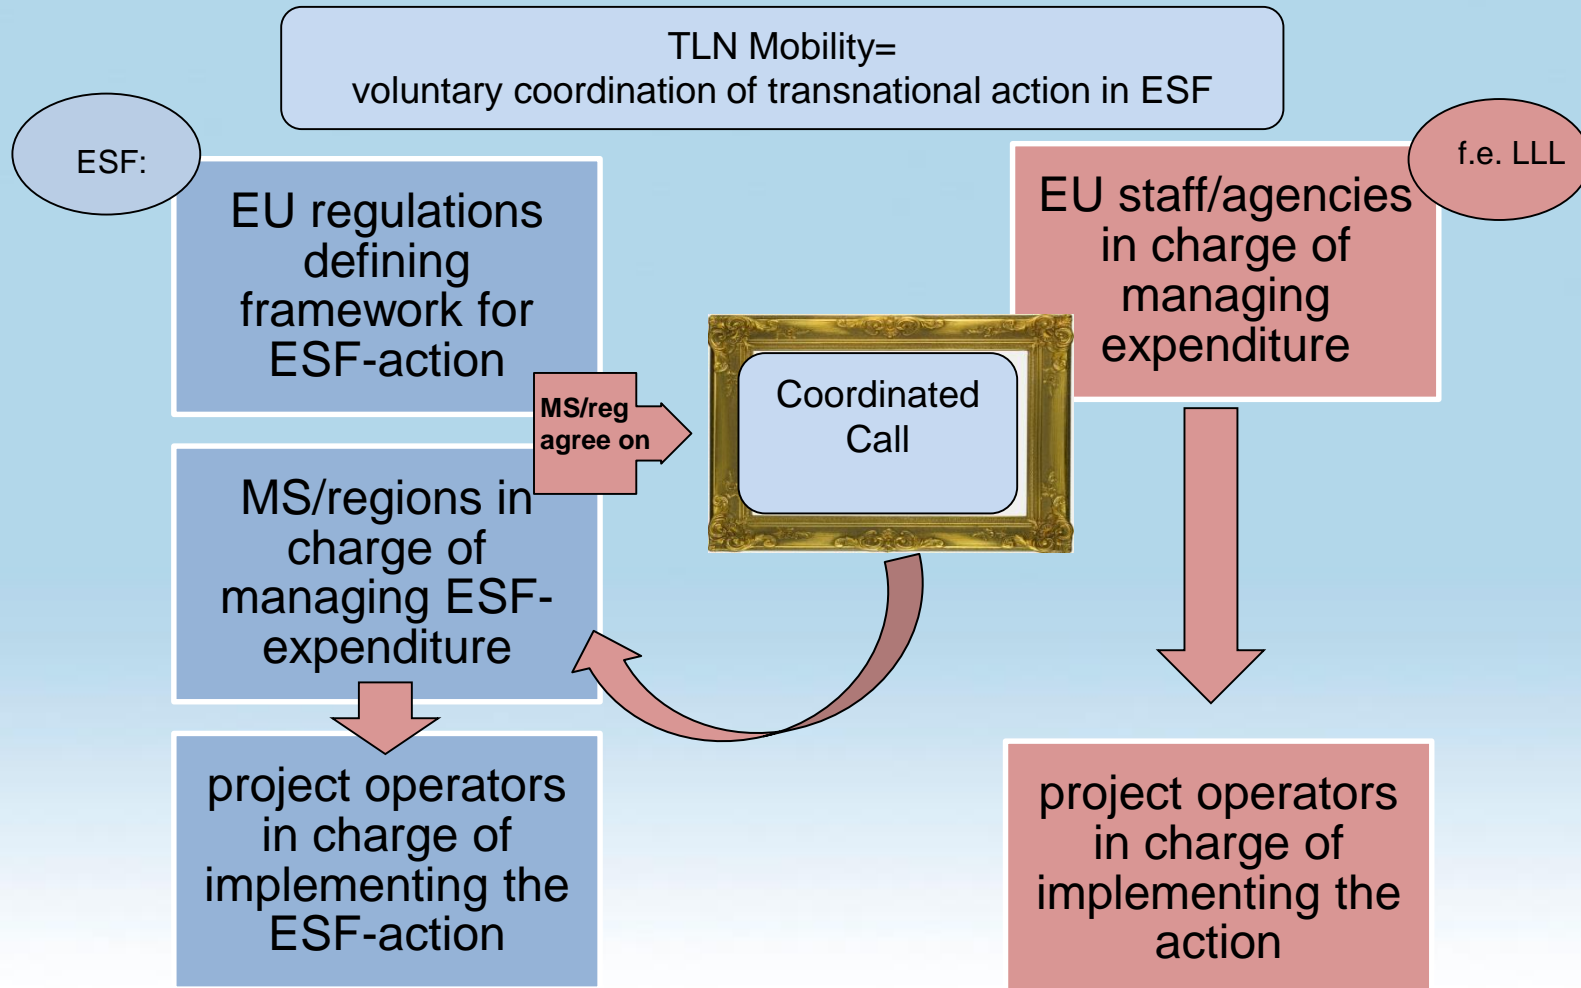 TLN Mobility=
voluntary coordination of transnational action in ESF
ESF:
EU regulations
defining
framework for
ESF-action
MS/reg
agree on
Coordinated
Call
MS/regions in
charge of
managing ESF-
expenditure
project operators
in charge of
implementing the
ESF-action
f.e. LLL
EU staff/agencies
in charge of
managing
expenditure
project operators
in charge of
implementing the
action